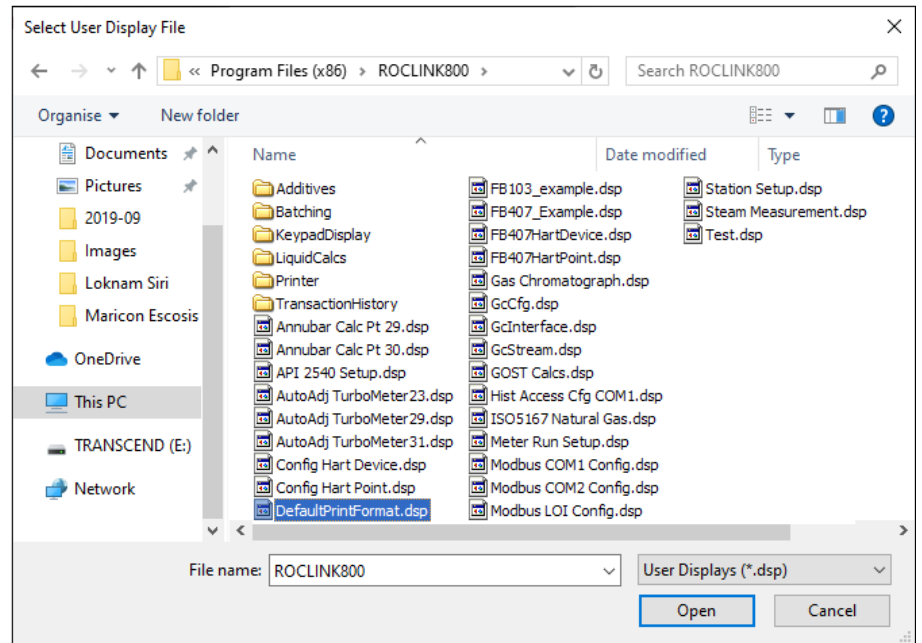 Select User Display File
« Program Files (x86) › ROCLINK800 ›
Search ROCLINK800
Organise
New folder
Documents
Pictures
2019-09
Images
Loknam Siri
Maricon Escosis
OneDrive
This PC
TRANSCEND (E:)
Network
Name
Date modified
Type
Additives
Batching
KeypadDisplay
LiquidCalcs
Printer
TransactionHistory
Annubar Calc Pt 29.dsp
Annubar Calc Pt 30.dsp
API 2540 Setup.dsp
AutoAdj TurboMeter23.dsp
AutoAdj TurboMeter29.dsp
AutoAdj TurboMeter31.dsp
Config Hart Device.dsp
Config Hart Point.dsp
DefaultPrintFormat.dsp
FB103_example.dsp
FB407_Example.dsp
FB407HartDevice.dsp
FB407HartPoint.dsp
Gas Chromatograph.dsp
GcCfg.dsp
GcInterface.dsp
GcStream.dsp
GOST Calcs.dsp
Hist Access Cfg COM1.dsp
ISO5167 Natural Gas.dsp
Meter Run Setup.dsp
Modbus COM1 Config.dsp
Modbus COM2 Config.dsp
Modbus LOI Config.dsp
Station Setup.dsp
Steam Measurement.dsp
Test.dsp
File name: ROCLINK800
User Displays (*.dsp)
Open
Cancel